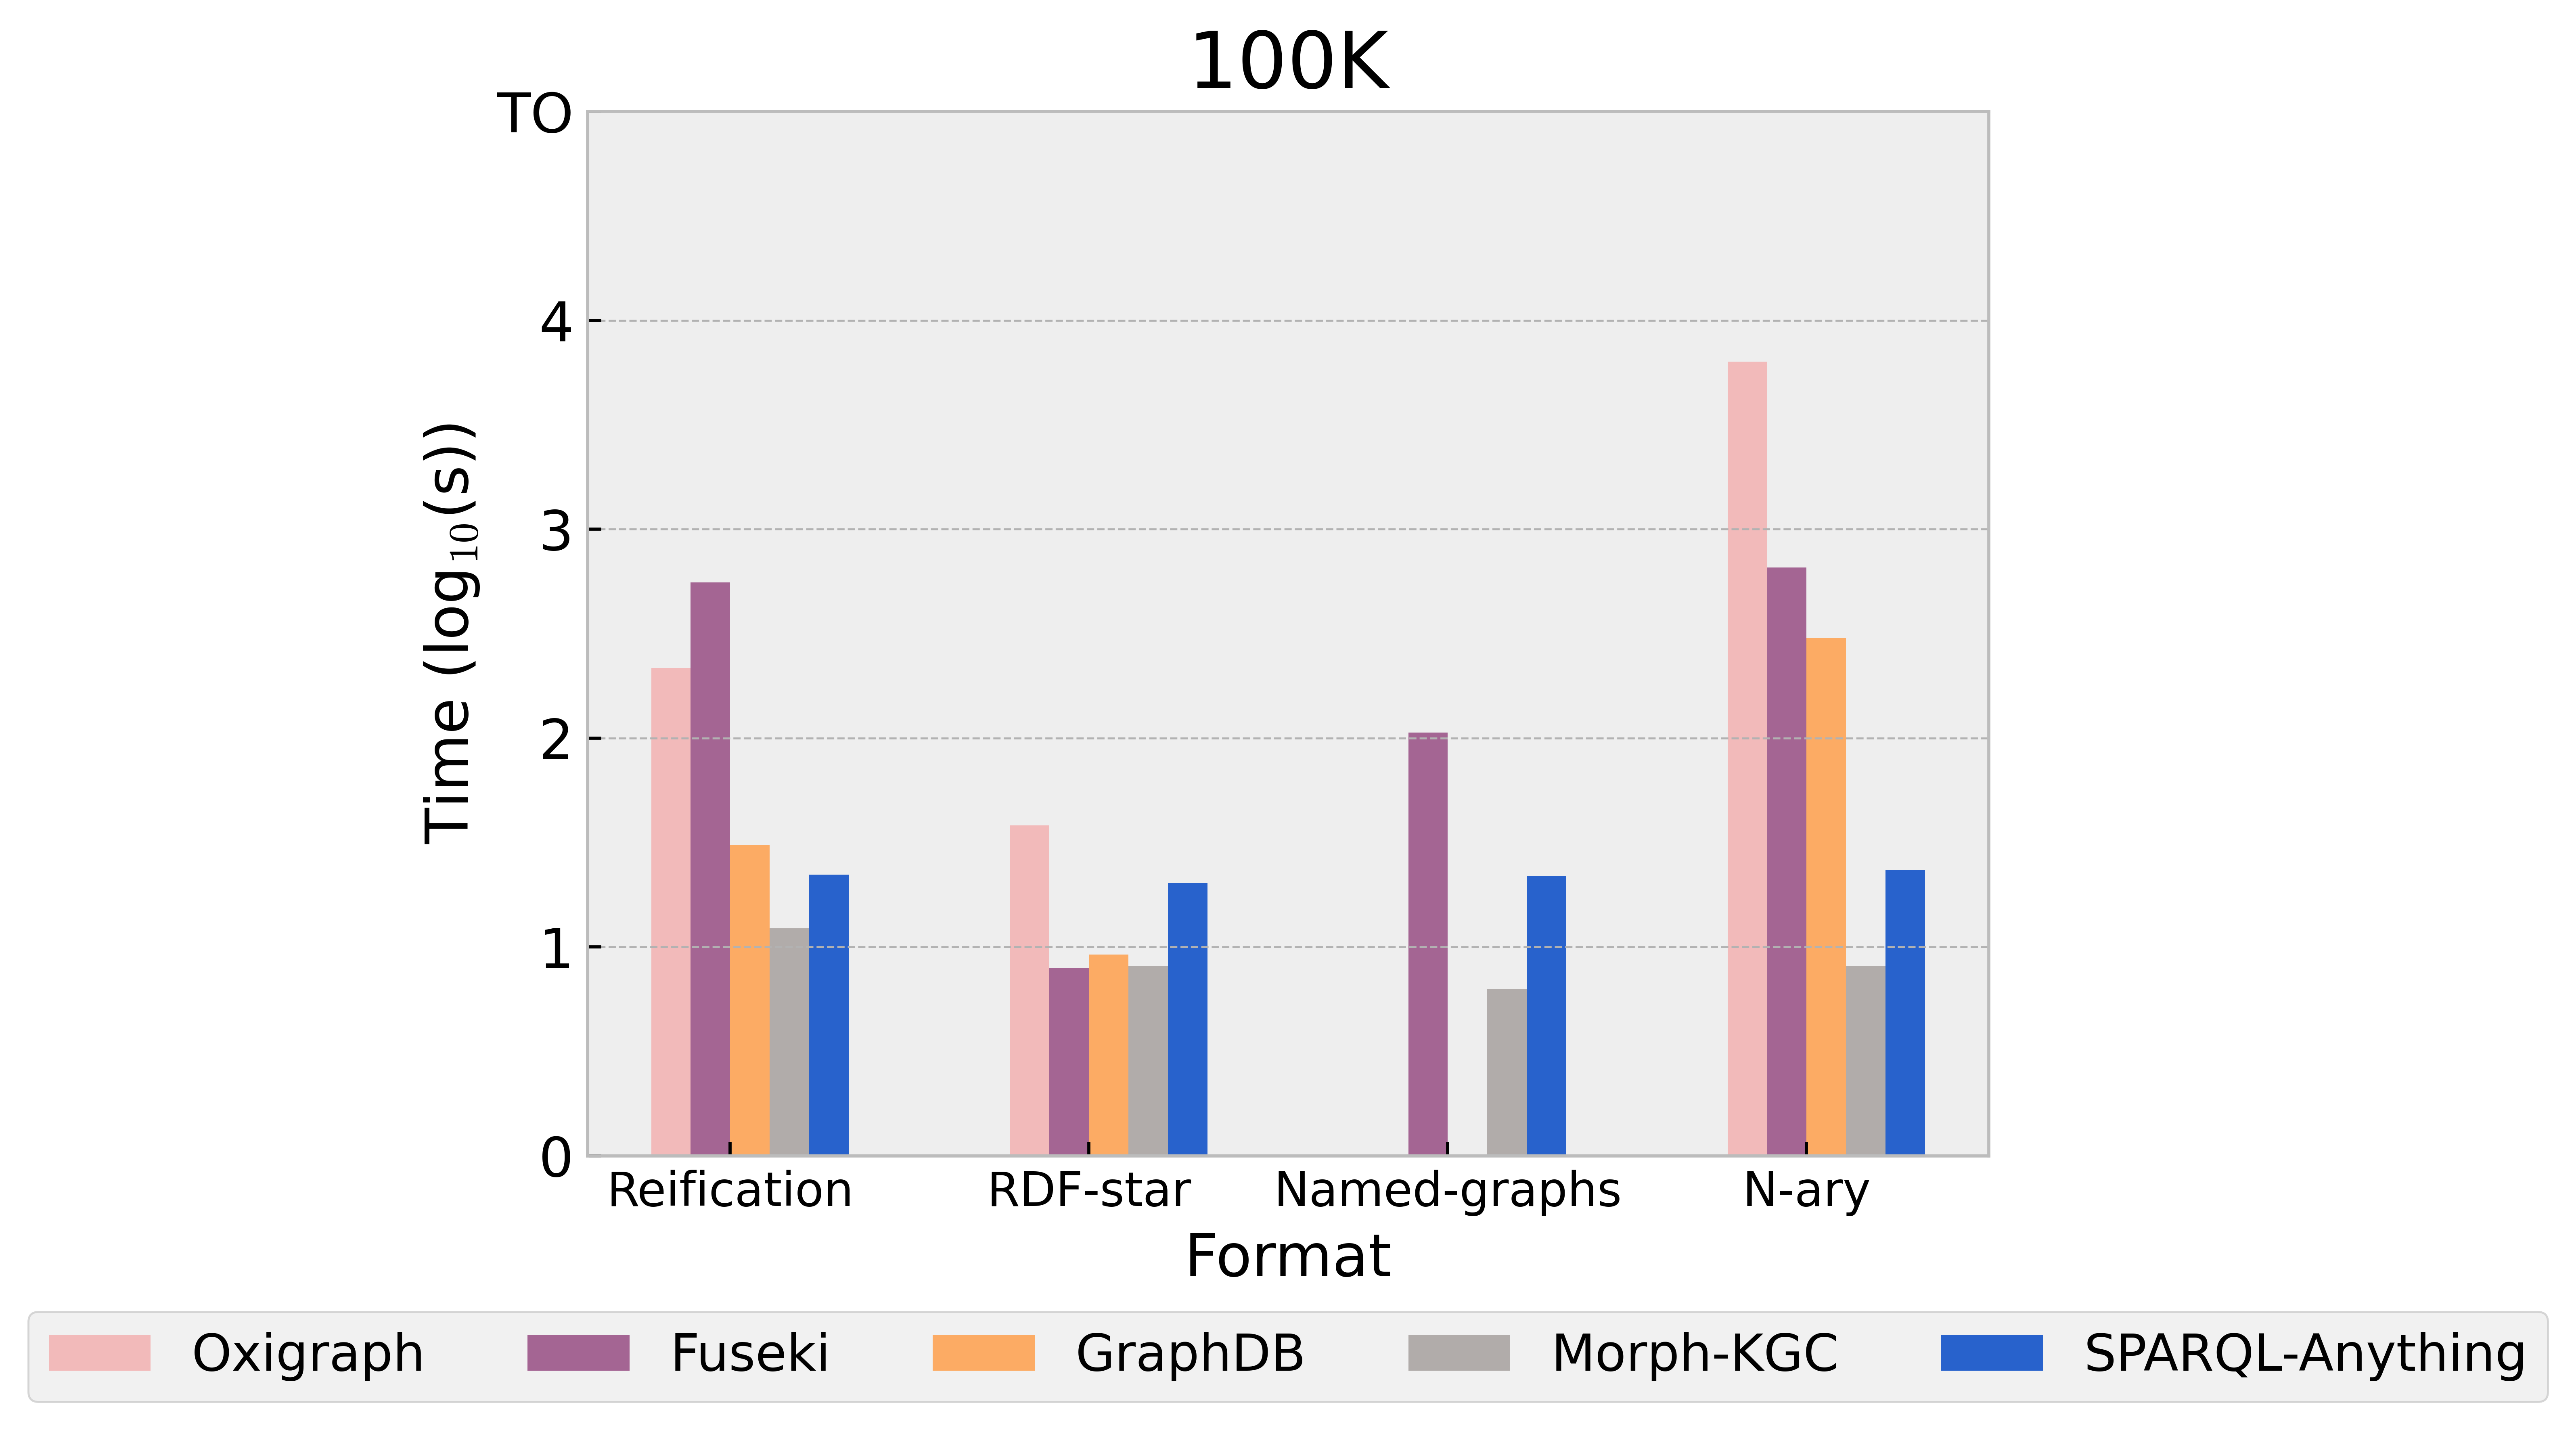 100K
TO
4
3
2
1
0
Time (log₁₀(s))
Reification RDF-star Named-graphs N-ary
Format
Oxigraph Fuseki GraphDB Morph-KGC SPARQL-Anything